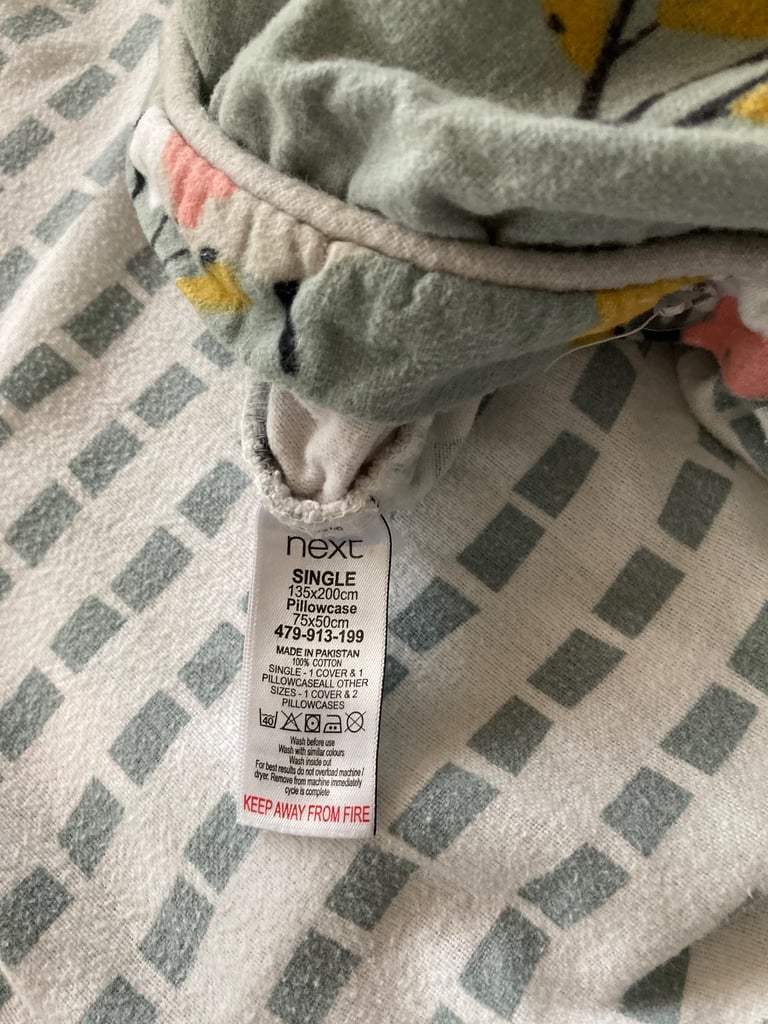 next
SINGLE
135x200cm
Pillowcase
75x50cm
479-913-199
MADE IN PAKISTAN
100% COTTON
SINGLE - 1 COVER & 1
PILLOWCASEALL OTHER
SIZES - 1 COVER & 2
PILLOWCASES
40
Wash before use
Wash with similar colours
Wash inside out
For best results do not overload machine /
dryer. Remove from machine immediately
cycle is complete
KEEP AWAY FROM FIRE